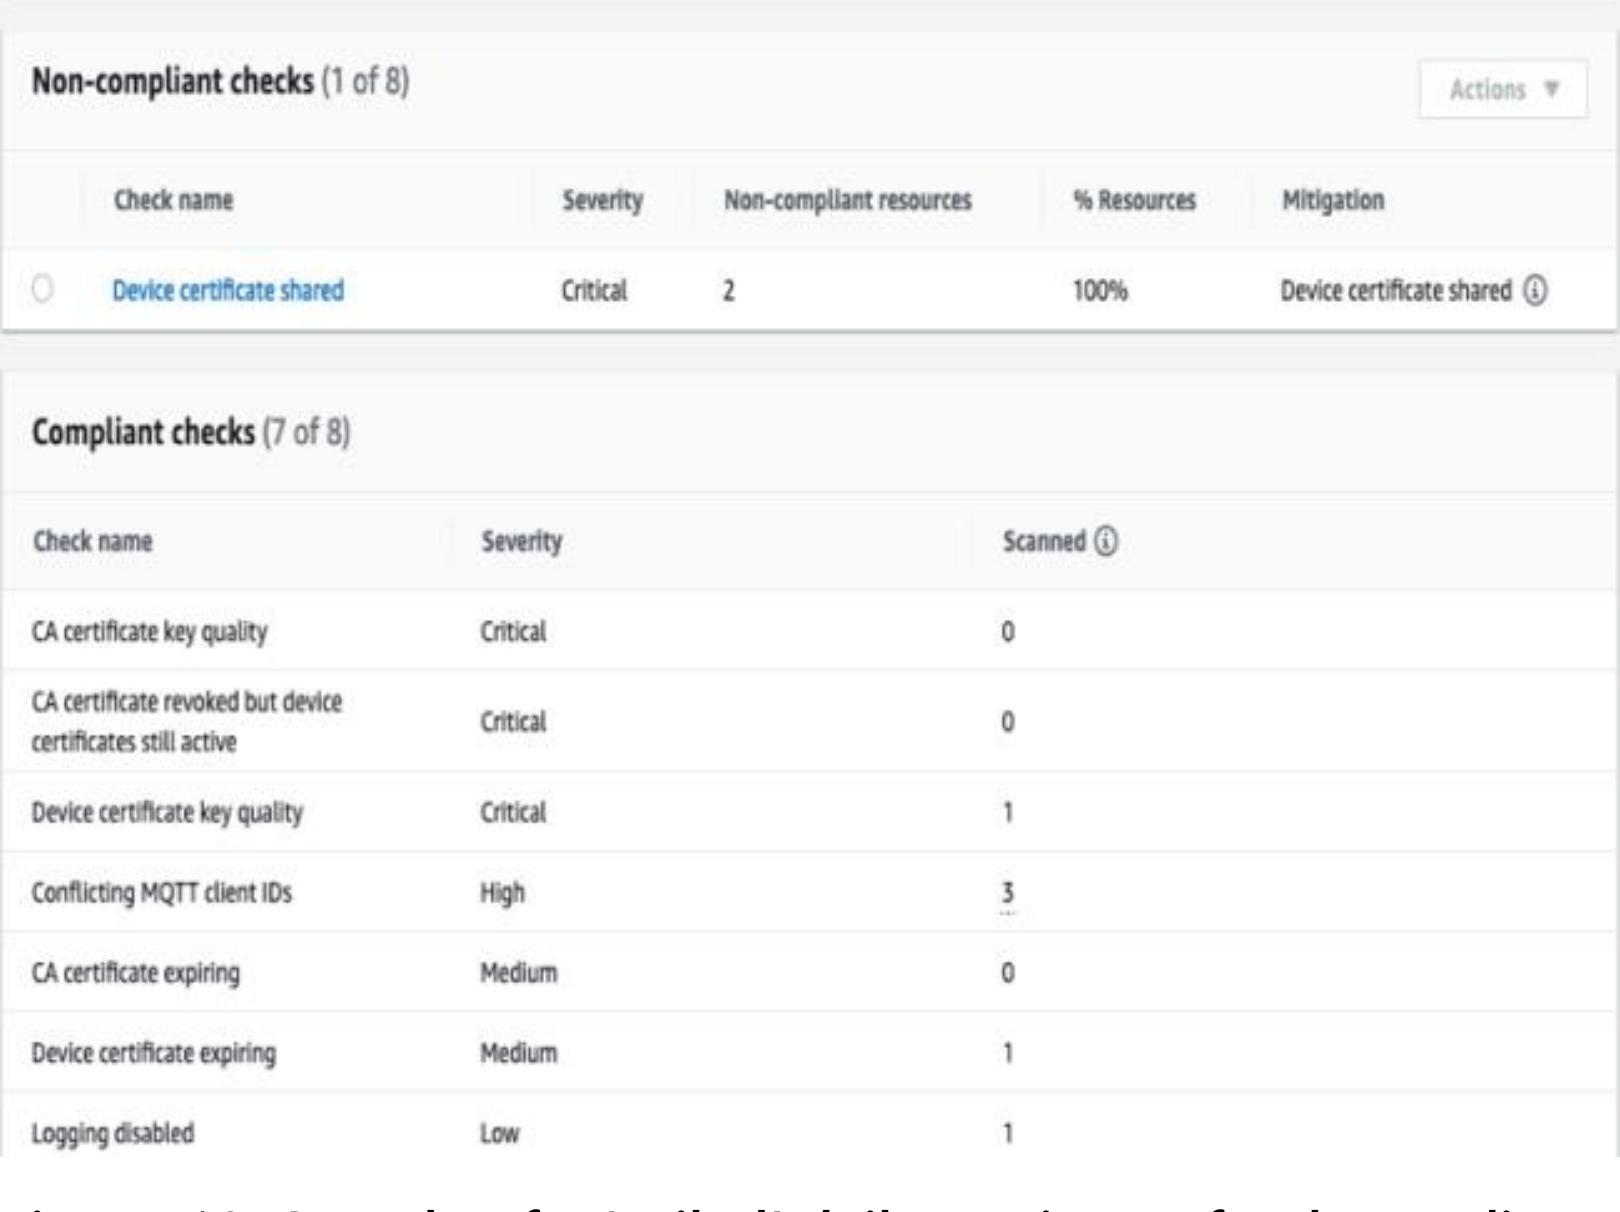 Non-compliant checks (1 of 8)
Actions
Check name Severity Non-compliant resources % Resources Mitigation
Device certificate shared Critical 2 100% Device certificate shared
Compliant checks (7 of 8)
Check name Severity Scanned
CA certificate key quality Critical 0
CA certificate revoked but device
certificates still active Critical 0
Device certificate key quality Critical 1
Conflicting MQTT client IDs High 3
CA certificate expiring Medium 0
Device certificate expiring Medium 1
Logging disabled Low 1